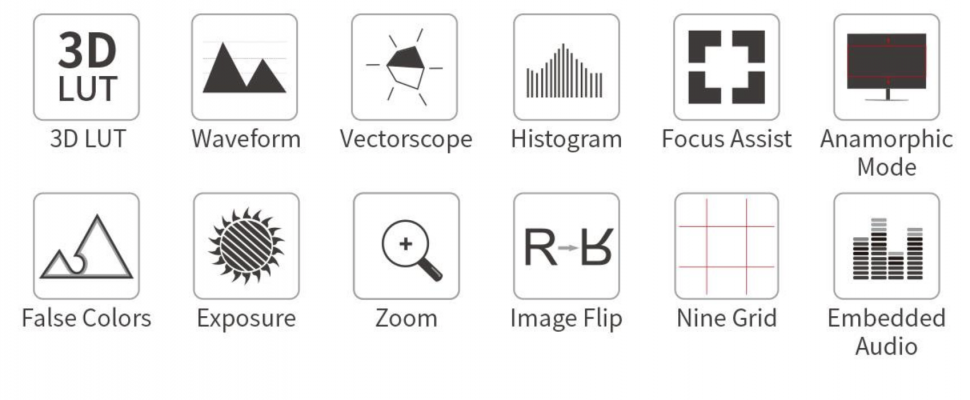 3D
LUT
3D LUT
Waveform
Vectorscope
Histogram
Focus Assist
Anamorphic
Mode
R R
False Colors
Exposure
Zoom
Image Flip
Nine Grid
Embedded
Audio